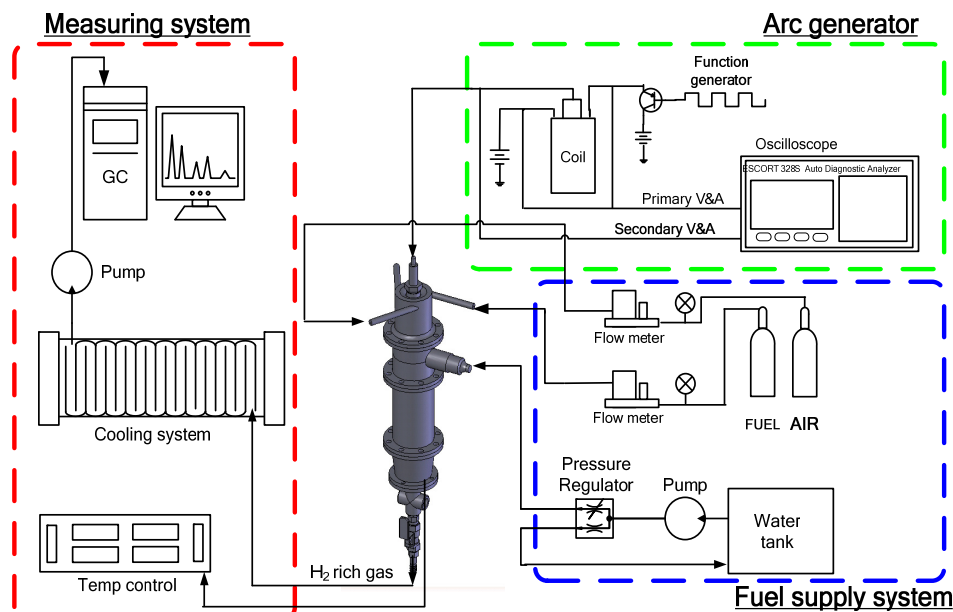 Measuring system
Arc generator
Function
generator
Oscilloscope
ESCORT 328S Auto Diagnostic Analyzer
Coil
GC
Primary V&A
Secondary V&A
Pump
Flow meter
Flow meter
FUEL AIR
Cooling system
Pressure
Regulator
Pump
Water
tank
Temp control
H2 rich gas
Fuel supply system